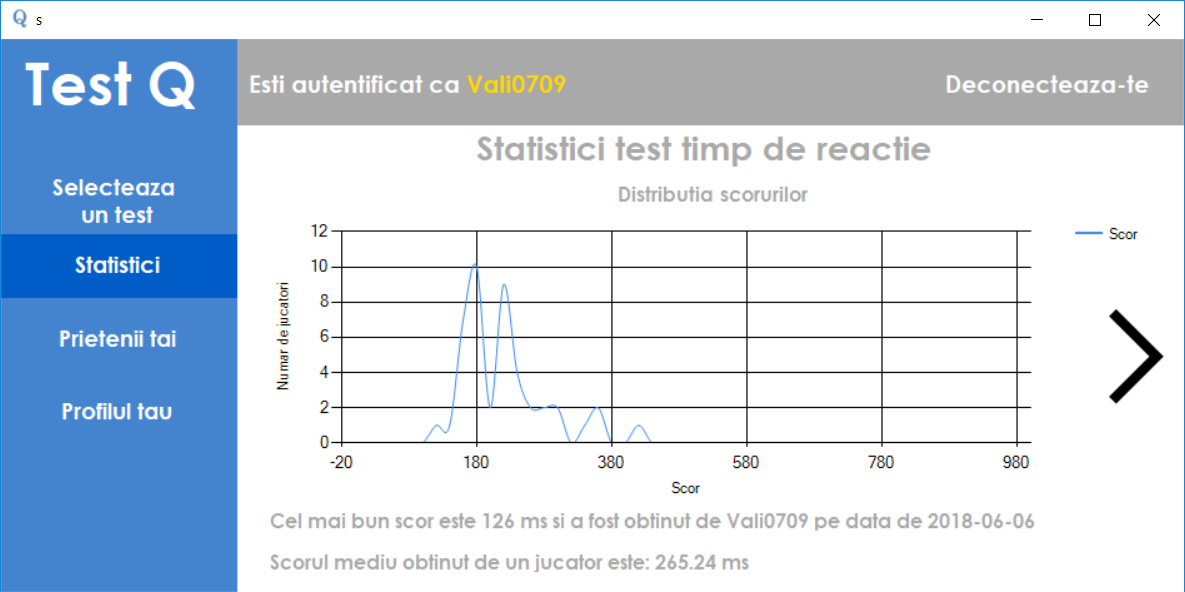 s
Test Q
Esti autentificat ca Vali0709
Deconecteaza-te
Selecteaza
un test
Statistici
Prietenii tai
Profilul tau
Statistici test timp de reactie
Distributia scorurilor
Scor
Numar de jucatori
12
10
8
6
4
2
0
-20 180 380 580 780 980
Scor
Cel mai bun scor este 126 ms si a fost obtinut de Vali0709 pe data de 2018-06-06
Scorul mediu obtinut de un jucator este: 265.24 ms